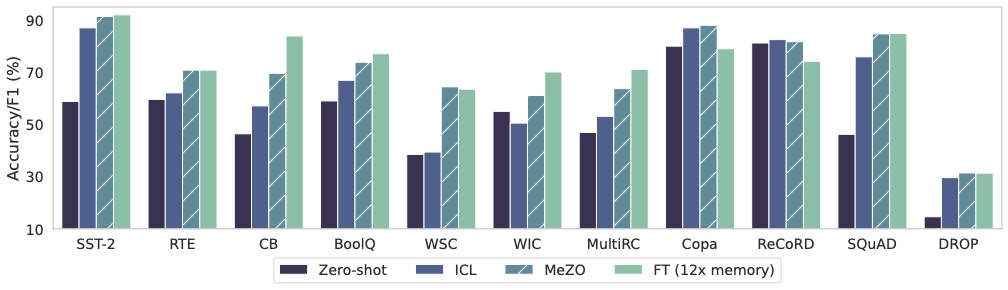 Accuracy/F1 (%)
90
70
50
30
10
SST-2 RTE CB BoolQ WSC WIC MultiRC Copa ReCoRD SQuAD DROP
Zero-shot ICL MeZO FT (12x memory)